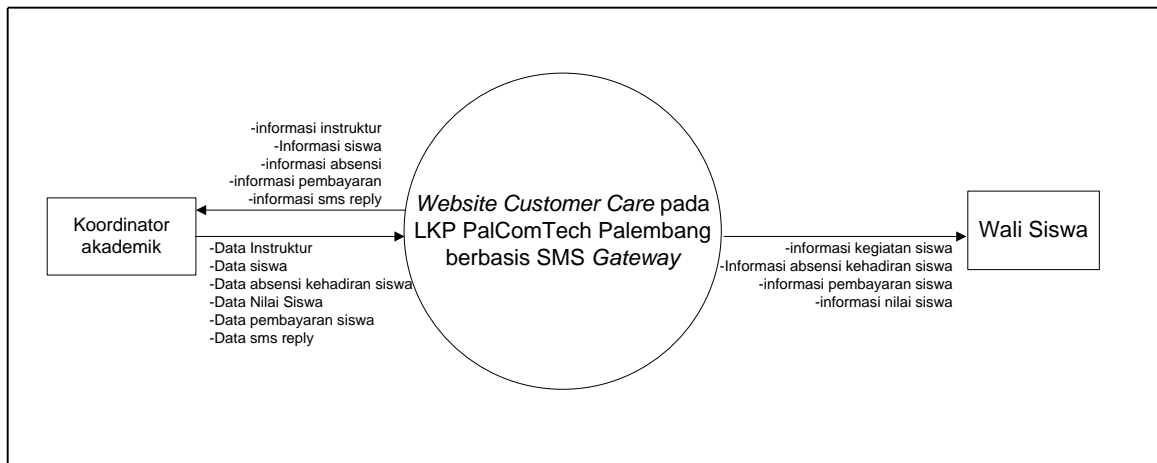 -informasi instruktur
-Informasi siswa
-informasi absensi
-informasi pembayaran
-informasi sms reply
Koordinator
akademik
-Data Instruktur
-Data siswa
-Data absensi kehadiran siswa
-Data Nilai Siswa
-Data pembayaran siswa
-Data sms reply
Website Customer Care pada
LKP PalComTech Palembang
berbasis SMS Gateway
-informasi kegiatan siswa
-Informasi absensi kehadiran siswa
-informasi pembayaran siswa
-informasi nilai siswa
Wali Siswa